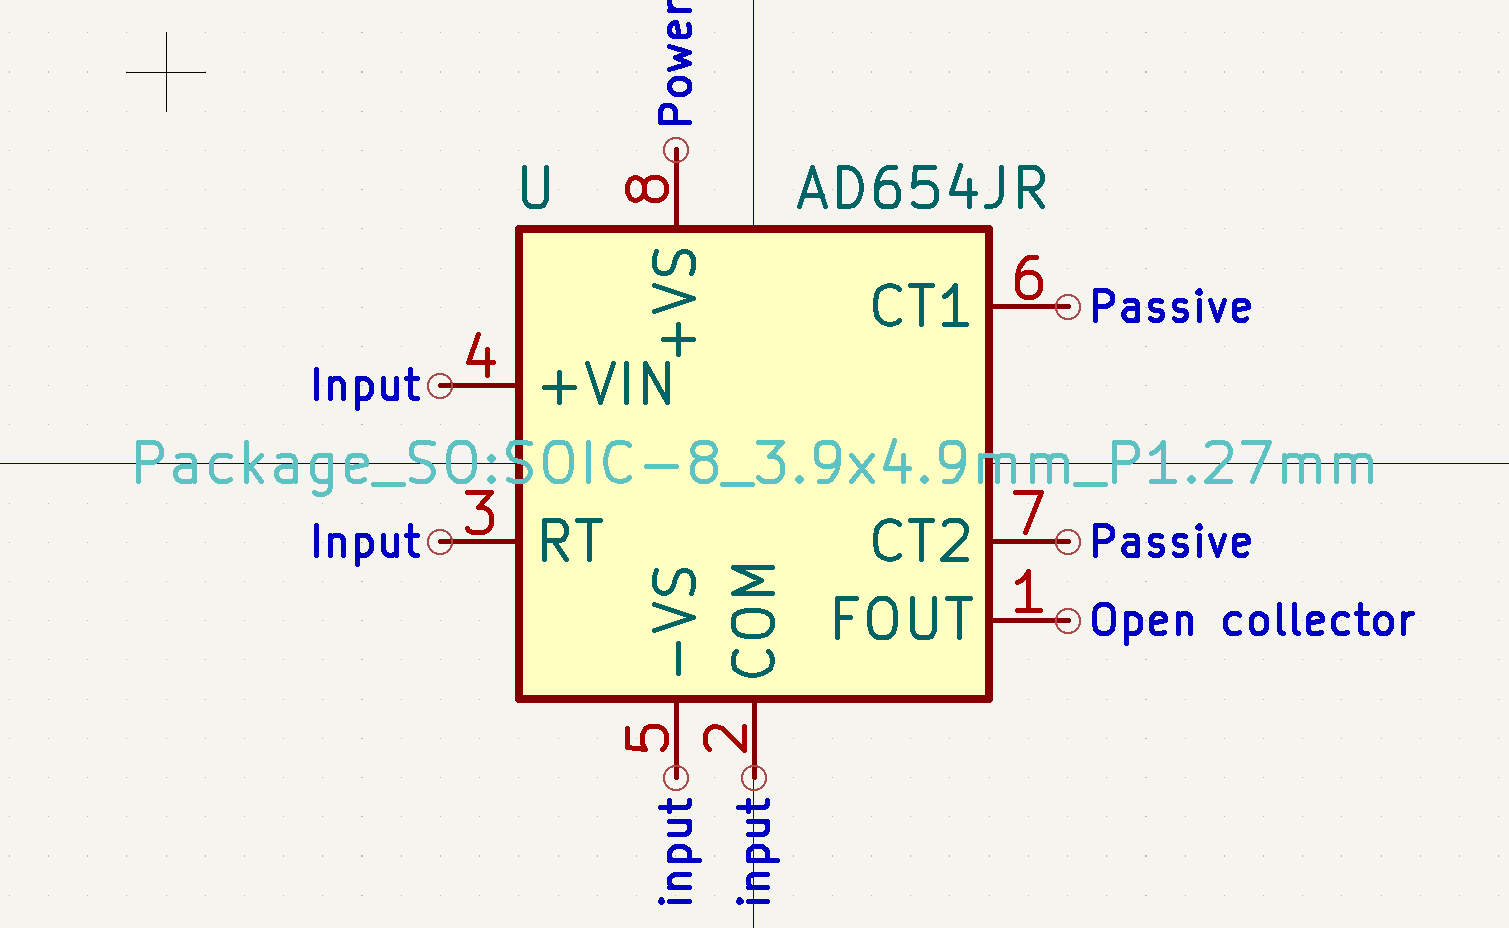 Power
U
8
AD654JR
+VS
CT1
6
Passive
Input
4
+VIN
Package_SO:SOIC-8_3.9x4.9mm_P1.27mm
Input
3
RT
CT2
7
Passive
-VS
COM
FOUT
1
Open collector
5
2
input
input